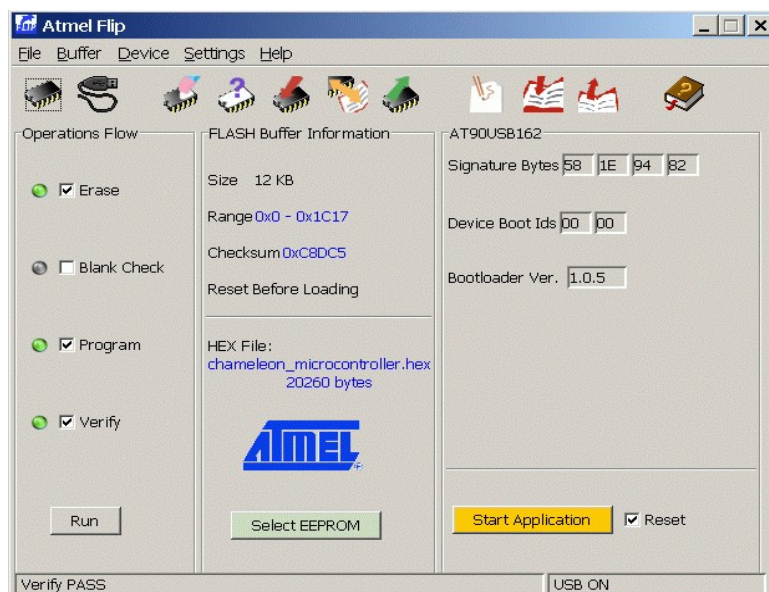 Atmel Flip
File Buffer Device Settings Help
Operations Flow
Erase
Blank Check
Program
Verify
Run
FLASH Buffer Information
Size 12 KB
Range 0x0 - 0x1C17
Checksum 0xC8DC5
Reset Before Loading
HEX File:
chameleon_microcontroller.hex
20260 bytes
ATMEL
Select EEPROM
AT90USB162
Signature Bytes 58 1E 94 82
Device Boot Ids 00 00
Bootloader Ver. 1.0.5
Start Application Reset
Verify PASS USB ON